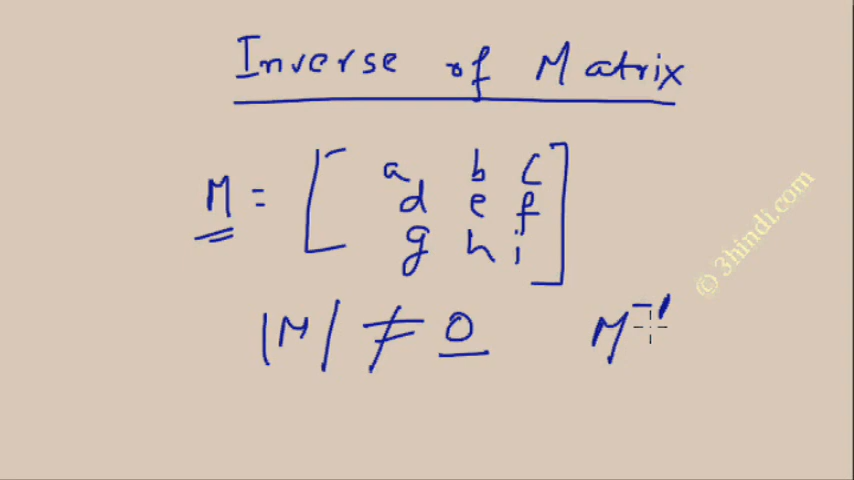 Inverse of Matrix
M = [ a b c
d e f
g h i ]
|M| ≠ 0 M⁻¹
© 3hindi.com